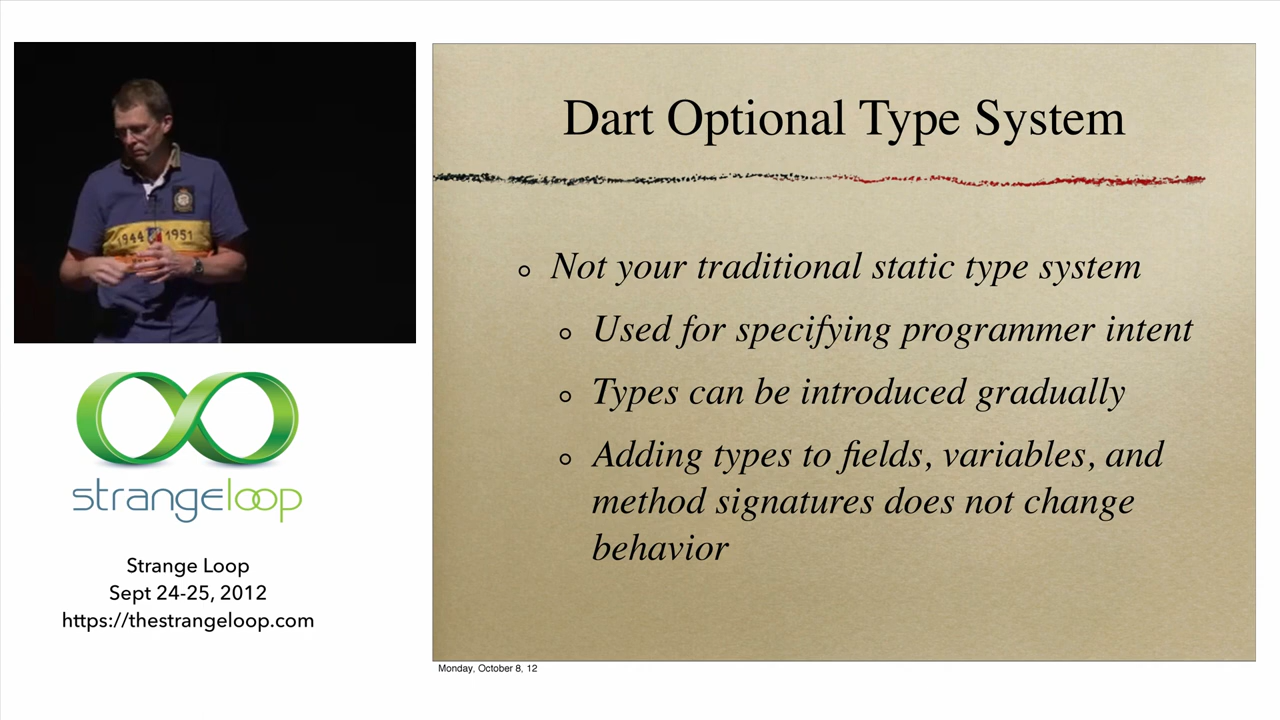 Dart Optional Type System
Not your traditional static type system
Used for specifying programmer intent
Types can be introduced gradually
Adding types to fields, variables, and
method signatures does not change
behavior
1944 1951
strangeloop
Strange Loop
Sept 24-25, 2012
https://thestrangeloop.com
Monday, October 8, 12